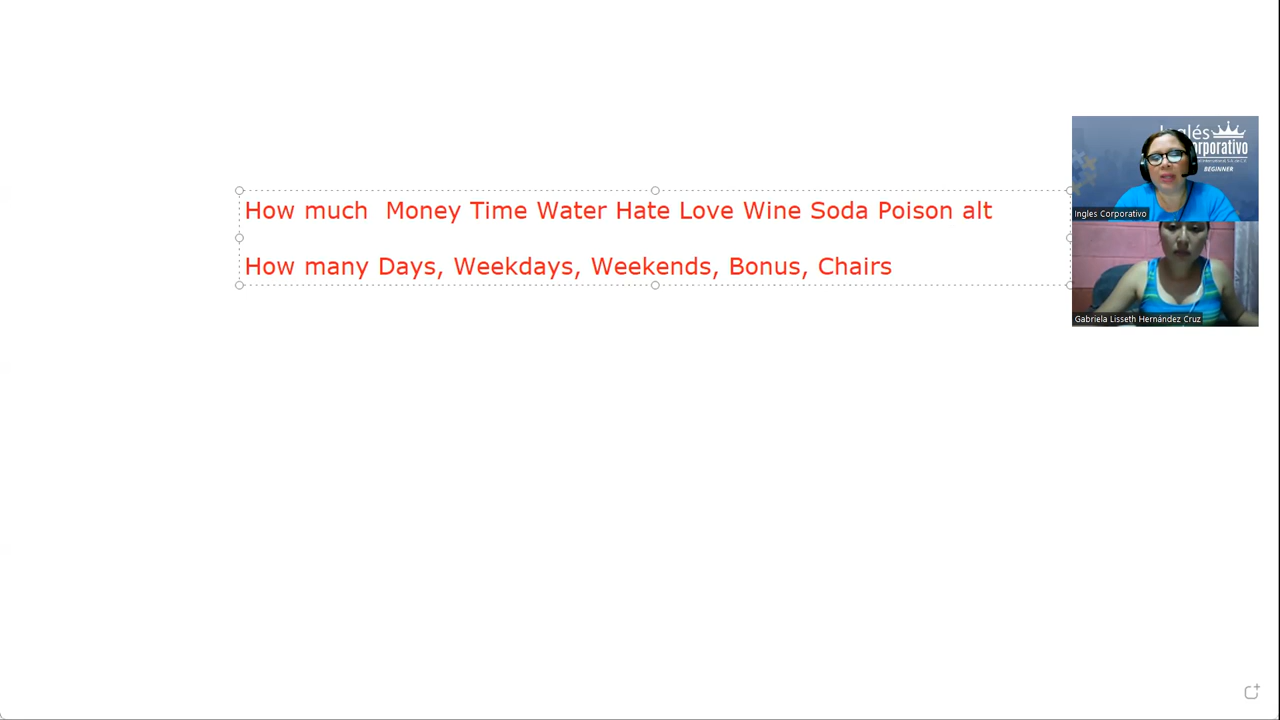 How much  Money Time Water Hate Love Wine Soda Poison alt
How many Days, Weekdays, Weekends, Bonus, Chairs
Inglés
BEGINNER
Ingles Corporativo
Gabriela Lisseth Hernández Cruz